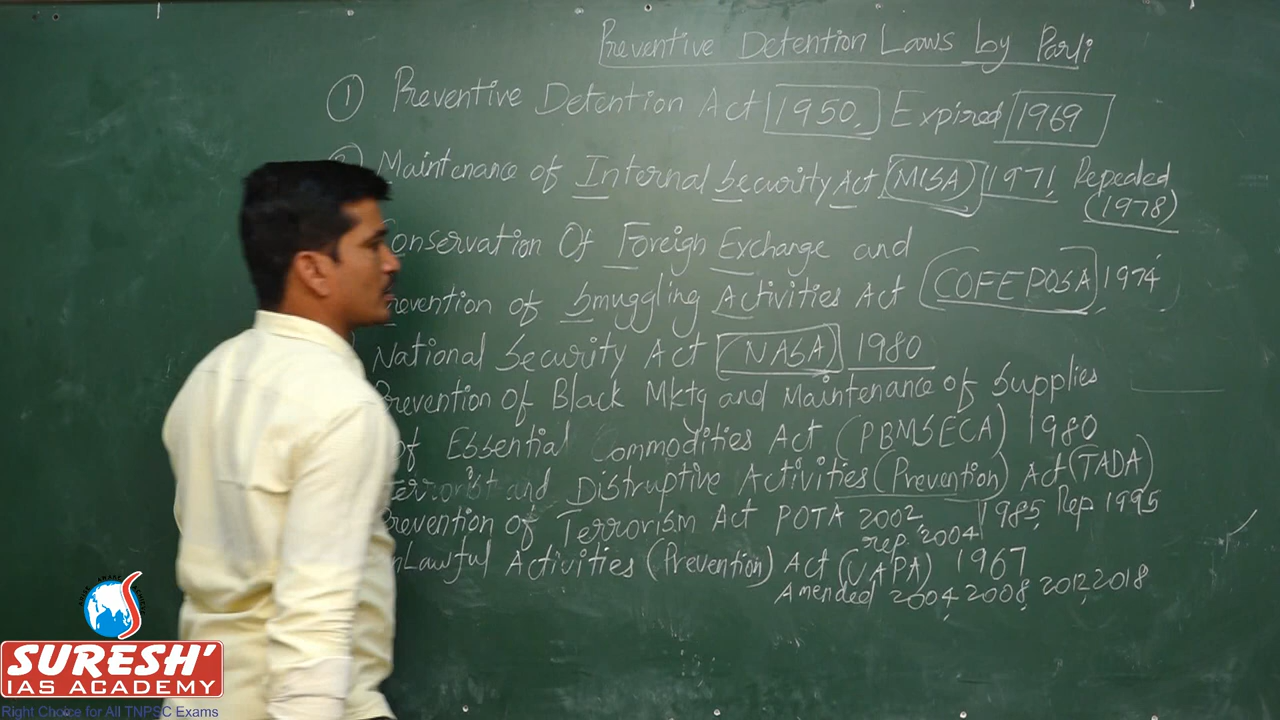 Preventive Detention Laws by Parli
① Preventive Detention Act 1950. Expired 1969
Maintenance of Internal Security Act (MISA) 1971 Repealed
(1978)
onservation Of Foreign Exchange and
revention of Smuggling Activities Act (COFEPOSA) 1974
National Security Act (NASA) 1980
Prevention of Black Mktg and Maintenance of Supplies
of Essential Commodities Act (PBMSECA) 1980
Terrorist and Distruptive Activities (Prevention) Act (TADA)
1985, Rep 1995
Prevention of Terrorism Act POTA 2002,
rep. 2004
nLawful Activities (Prevention) Act (UAPA) 1967
Amended 2004, 2008, 2012, 2018
ARISE AWAKE
SURESH'
IAS ACADEMY
Right Choice for All TNPSC Exams